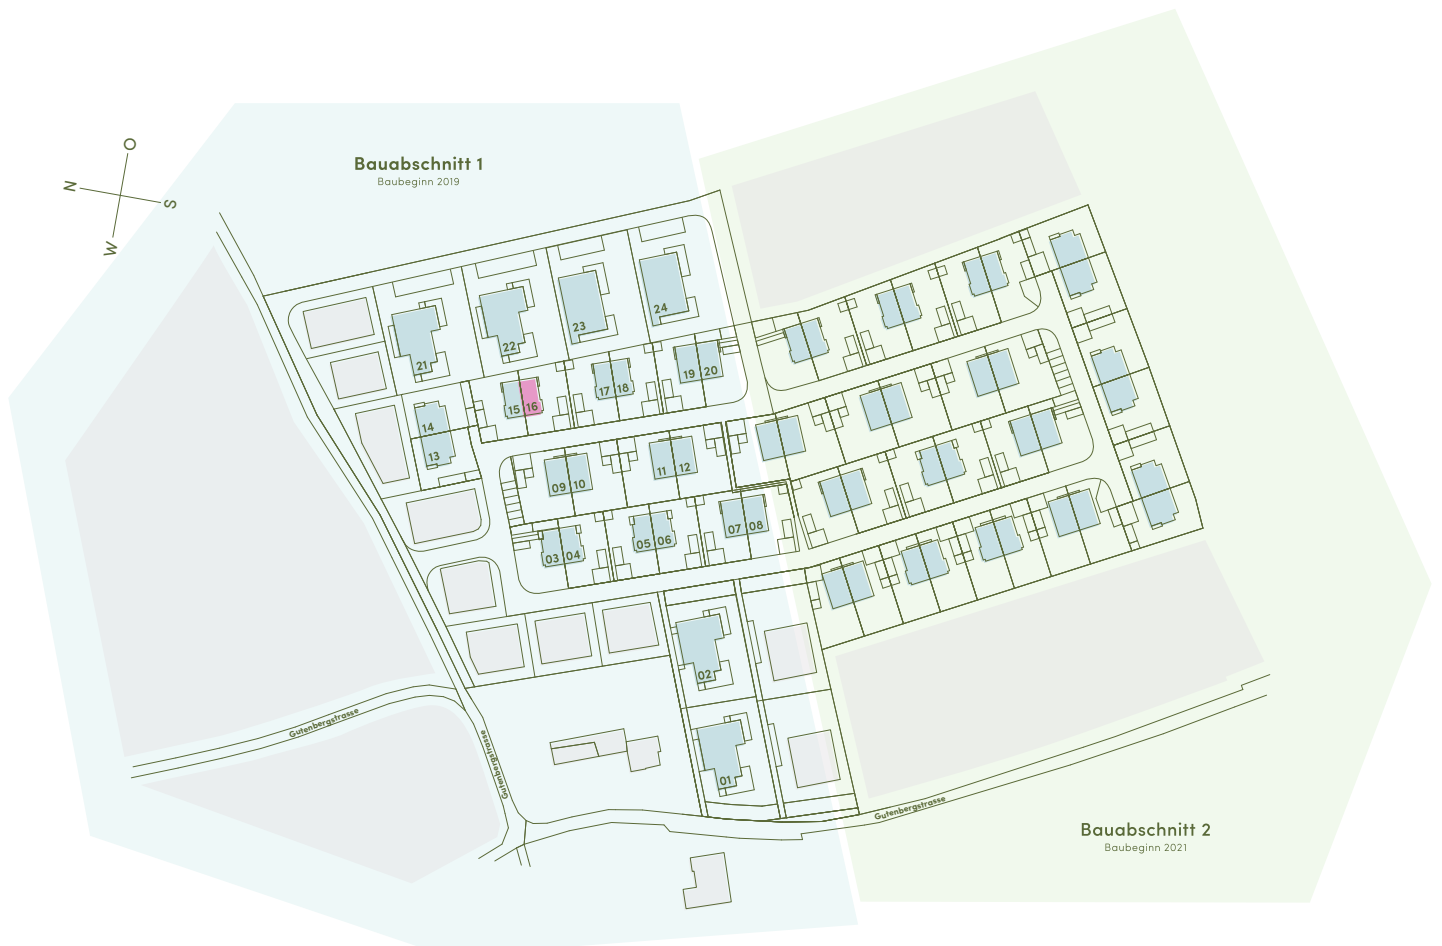 O
N
S
W
Bauabschnitt 1
Baubeginn 2019
24
23
22
21
19 20
17 18
15 16
14
13
11 12
09 10
07 08
05 06
03 04
02
01
Gutenbergstrasse
Gutenbergstrasse
Gutenbergstrasse
Bauabschnitt 2
Baubeginn 2021